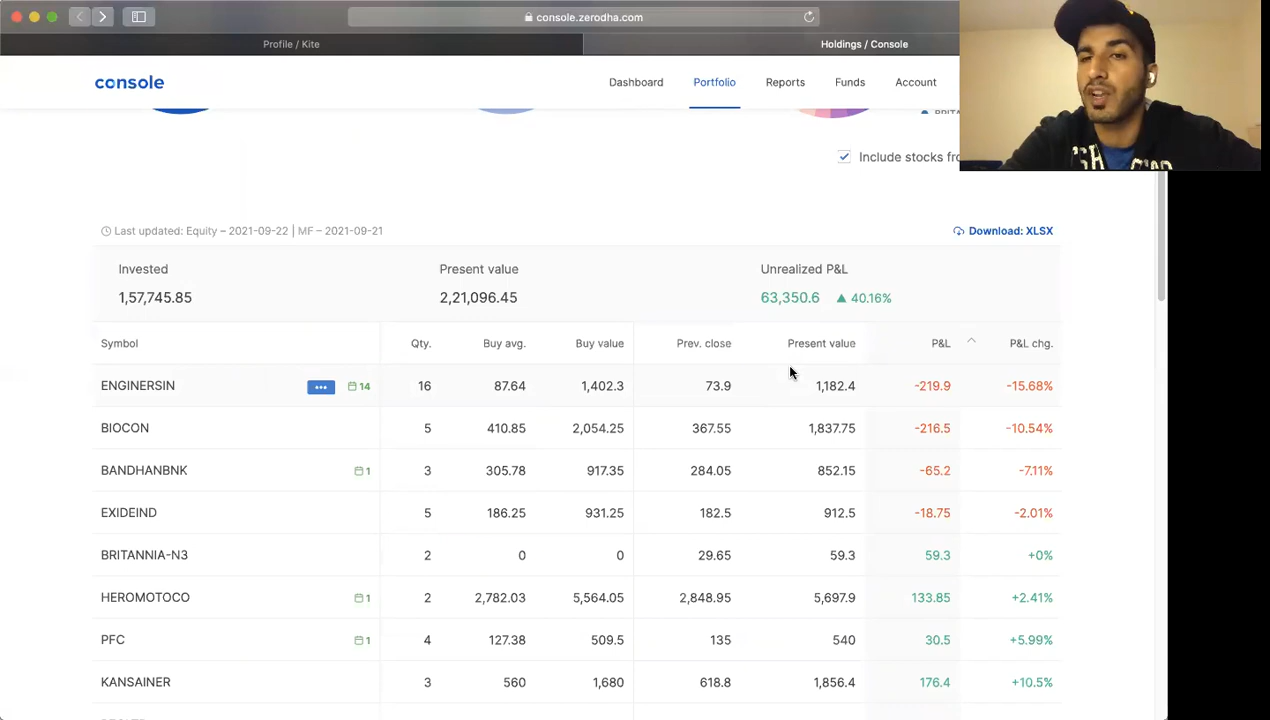 console.zerodha.com
Profile / Kite
Holdings / Console
console Dashboard Portfolio Reports Funds Account
Include stocks
Last updated: Equity – 2021-09-22 | MF – 2021-09-21 Download: XLSX
Invested Present value Unrealized P&L
1,57,745.85 2,21,096.45 63,350.6 ▲ 40.16%
Symbol Qty. Buy avg. Buy value Prev. close Present value P&L P&L chg.
ENGINERSIN ••• 14 16 87.64 1,402.3 73.9 1,182.4 -219.9 -15.68%
BIOCON 5 410.85 2,054.25 367.55 1,837.75 -216.5 -10.54%
BANDHANBNK 1 3 305.78 917.35 284.05 852.15 -65.2 -7.11%
EXIDEIND 5 186.25 931.25 182.5 912.5 -18.75 -2.01%
BRITANNIA-N3 2 0 0 29.65 59.3 59.3 +0%
HEROMOTOCO 1 2 2,782.03 5,564.05 2,848.95 5,697.9 133.85 +2.41%
PFC 1 4 127.38 509.5 135 540 30.5 +5.99%
KANSAINER 3 560 1,680 618.8 1,856.4 176.4 +10.5%